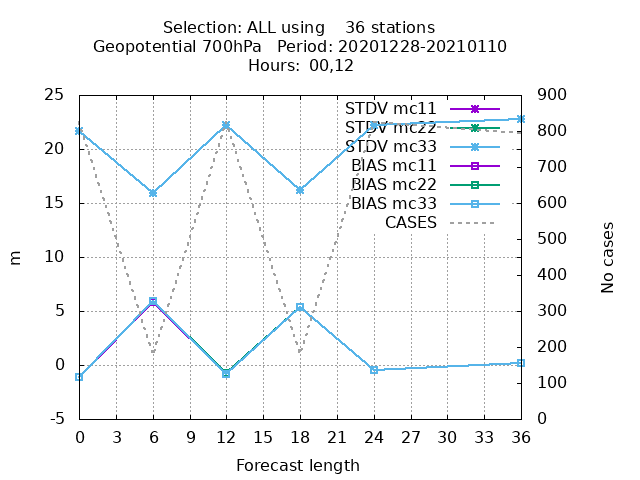 Selection: ALL using    36 stations
Geopotential 700hPa   Period: 20201228-20210110
Hours: 00,12
25
20
15
10
5
0
-5
m
900
800
700
600
500
400
300
200
100
0
No cases
STDV mc11
STDV mc22
STDV mc33
BIAS mc11
BIAS mc22
BIAS mc33
CASES
0 3 6 9 12 15 18 21 24 27 30 33 36
Forecast length